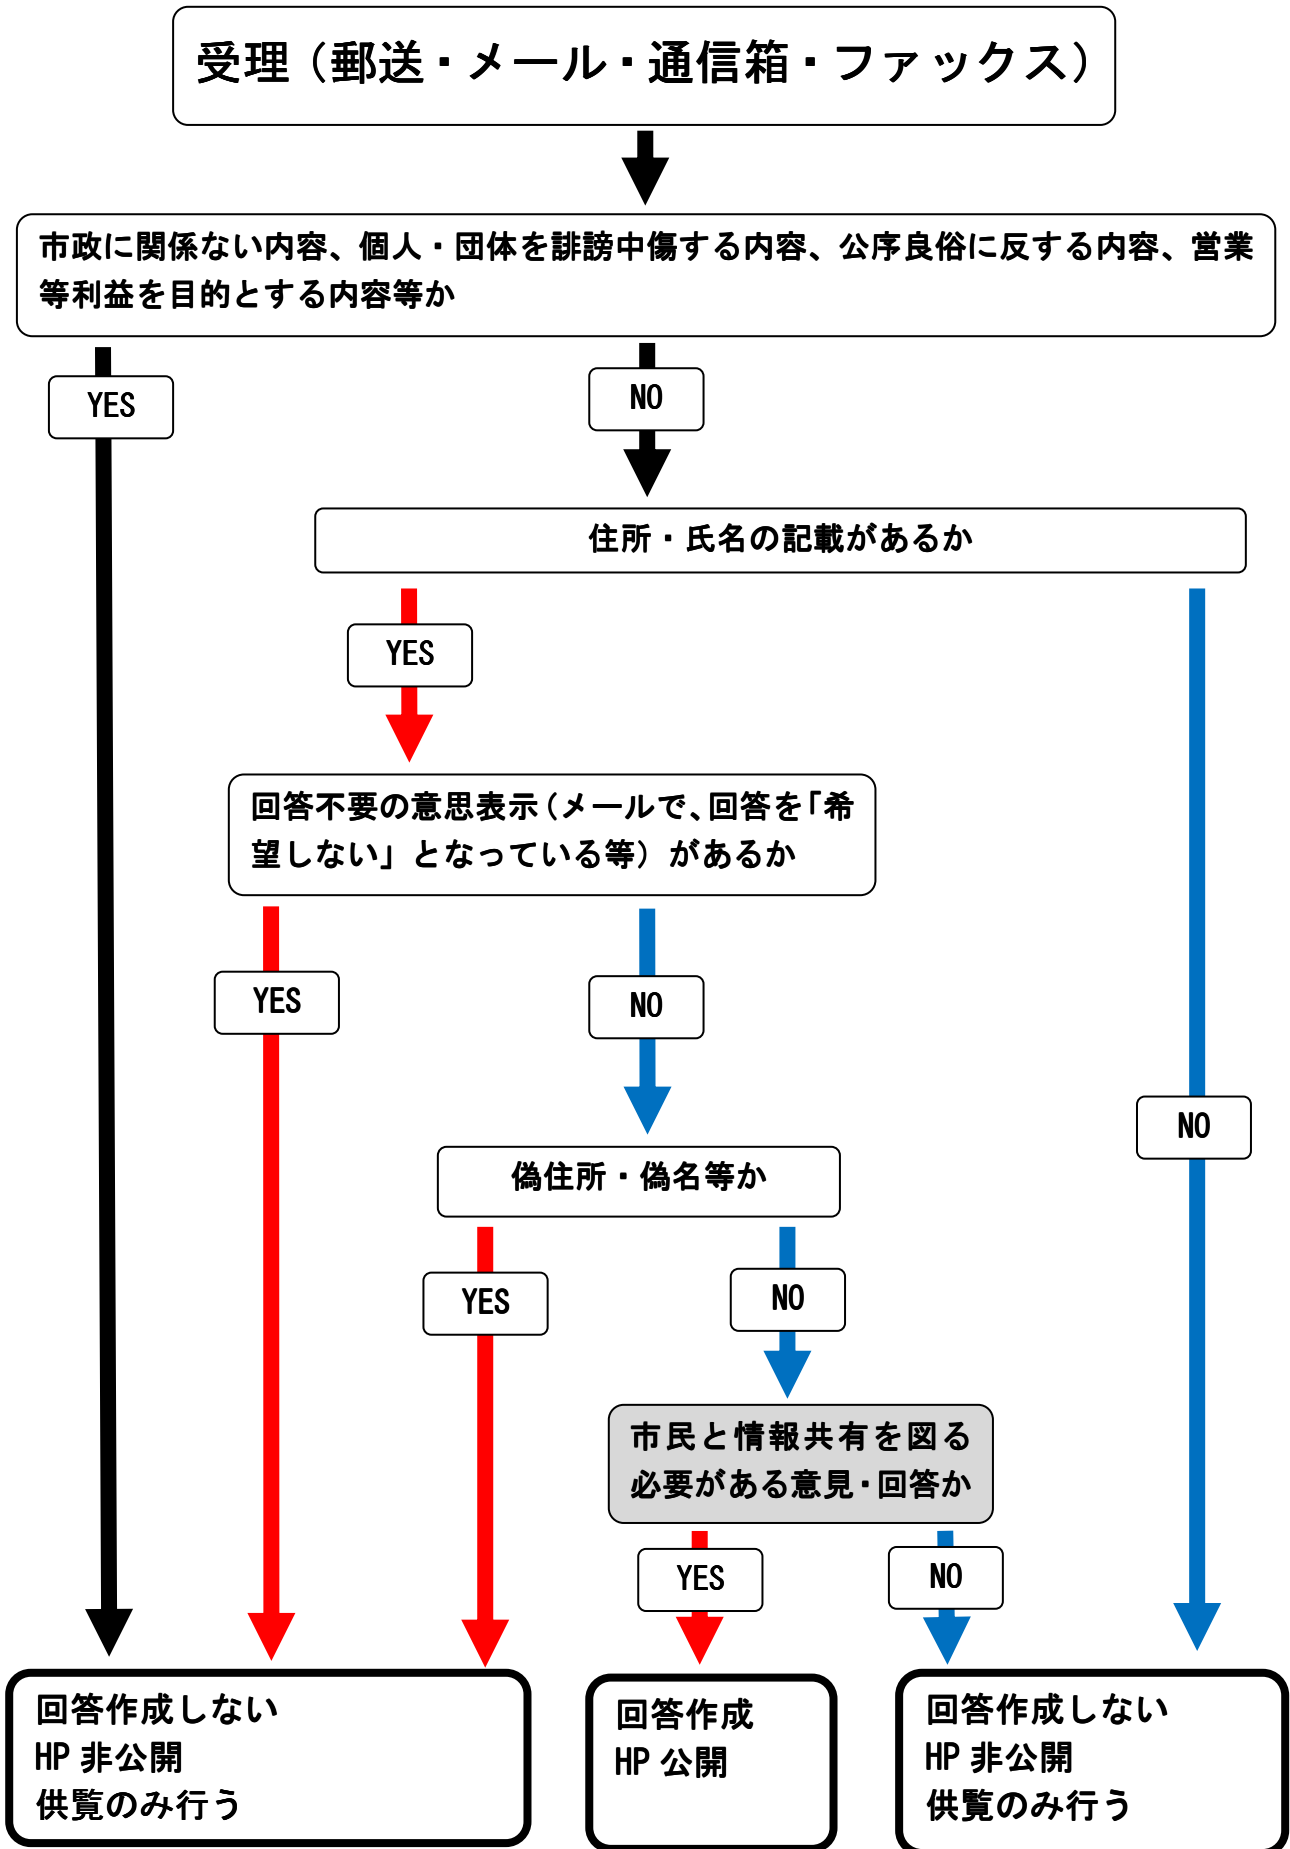 受理（郵送・メール・通信箱・ファックス）
市政に関係ない内容、個人・団体を誹謗中傷する内容、公序良俗に反する内容、営業
等利益を目的とする内容等か
YES
NO
住所・氏名の記載があるか
YES
回答不要の意思表示（メールで、回答を「希
望しない」となっている等）があるか
YES
NO
NO
偽住所・偽名等か
YES
NO
市民と情報共有を図る
必要がある意見・回答か
YES
NO
回答作成しない
HP 非公開
供覧のみ行う
回答作成
HP 公開
回答作成しない
HP 非公開
供覧のみ行う